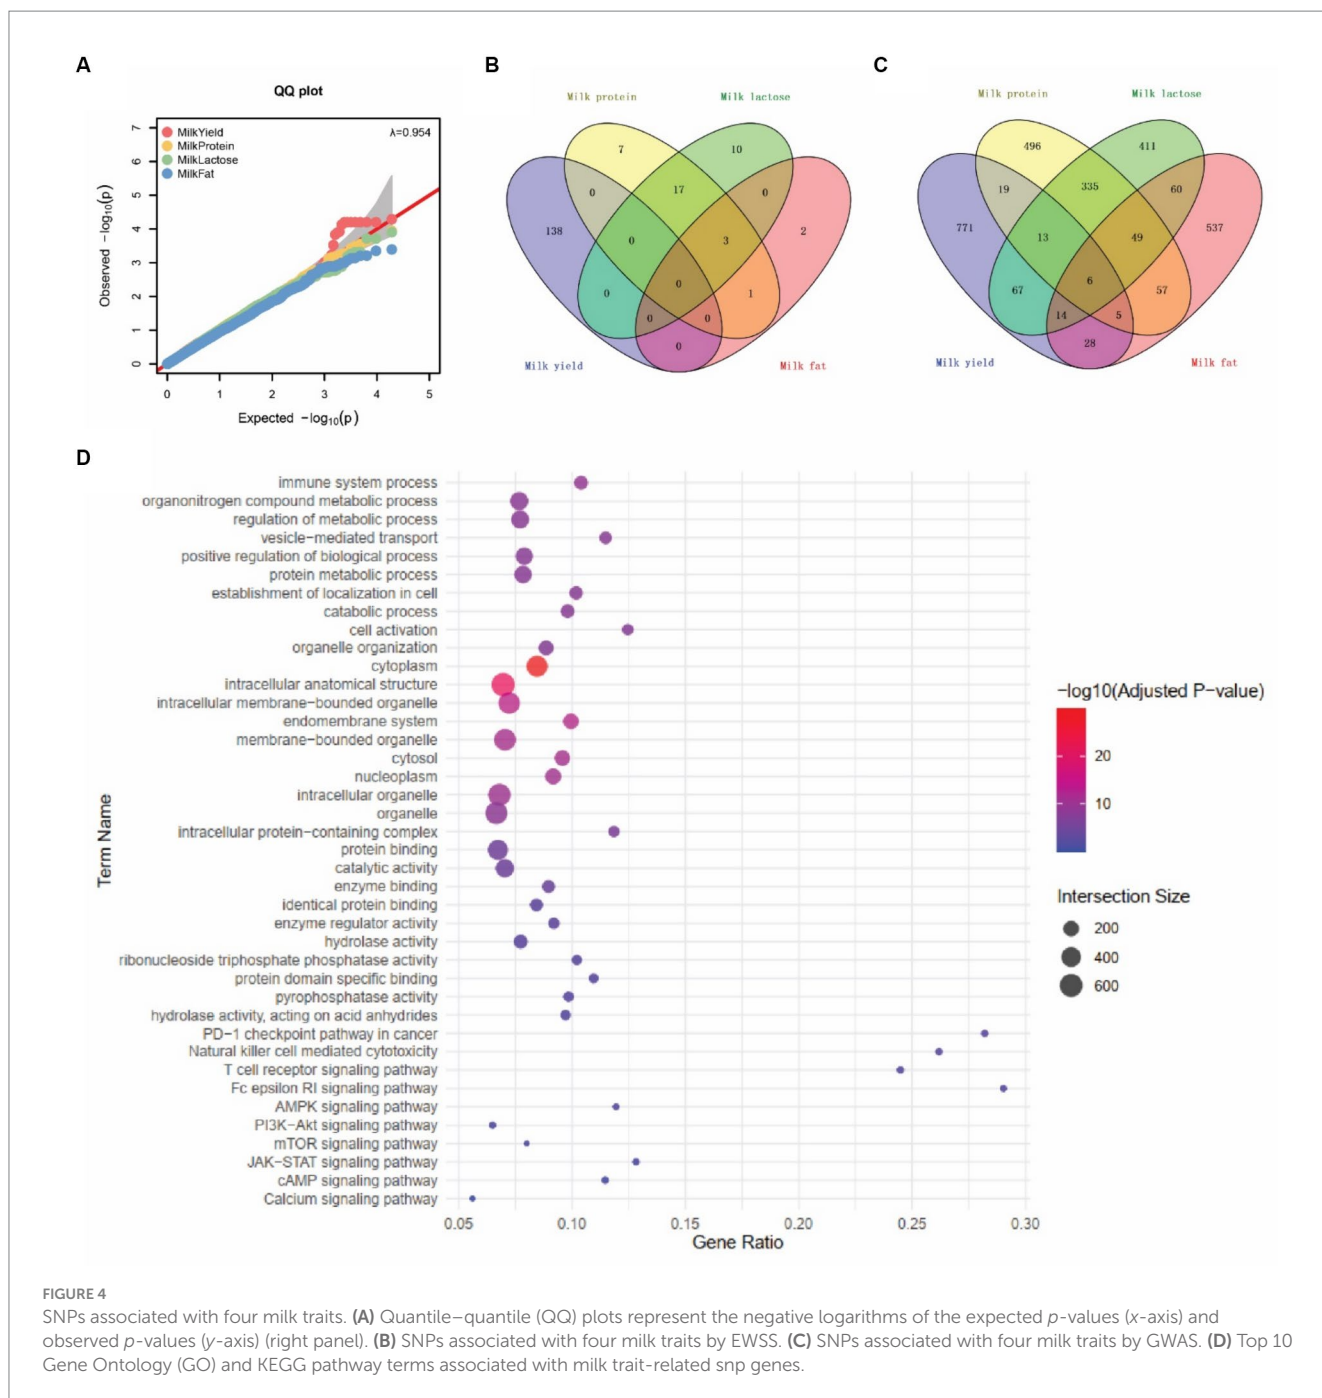 A
QQ plot
MilkYield
MilkProtein
MilkLactose
MilkFat
λ=0.954
Observed −log10(p)
7
6
5
4
3
2
1
0
0 1 2 3 4 5
Expected −log10(p)
B
Milk protein Milk lactose
7 10
0 17 0
138 0 3 2
0 0 1
0 0
0
Milk yield Milk fat
C
Milk protein Milk lactose
496 411
19 335 60
771 13 49 537
67 6 57
14 5
28
Milk yield Milk fat
D
Term Name
immune system process
organonitrogen compound metabolic process
regulation of metabolic process
vesicle−mediated transport
positive regulation of biological process
protein metabolic process
establishment of localization in cell
catabolic process
cell activation
organelle organization
cytoplasm
intracellular anatomical structure
intracellular membrane−bounded organelle
endomembrane system
membrane−bounded organelle
cytosol
nucleoplasm
intracellular organelle
organelle
intracellular protein−containing complex
protein binding
catalytic activity
enzyme binding
identical protein binding
enzyme regulator activity
hydrolase activity
ribonucleoside triphosphate phosphatase activity
protein domain specific binding
pyrophosphatase activity
hydrolase activity, acting on acid anhydrides
PD−1 checkpoint pathway in cancer
Natural killer cell mediated cytotoxicity
T cell receptor signaling pathway
Fc epsilon RI signaling pathway
AMPK signaling pathway
PI3K−Akt signaling pathway
mTOR signaling pathway
JAK−STAT signaling pathway
cAMP signaling pathway
Calcium signaling pathway
0.05 0.10 0.15 0.20 0.25 0.30
Gene Ratio
−log10(Adjusted P−value)
20
10
Intersection Size
200
400
600
FIGURE 4
SNPs associated with four milk traits. (A) Quantile–quantile (QQ) plots represent the negative logarithms of the expected p-values (x-axis) and
observed p-values (y-axis) (right panel). (B) SNPs associated with four milk traits by EWSS. (C) SNPs associated with four milk traits by GWAS. (D) Top 10
Gene Ontology (GO) and KEGG pathway terms associated with milk trait-related snp genes.